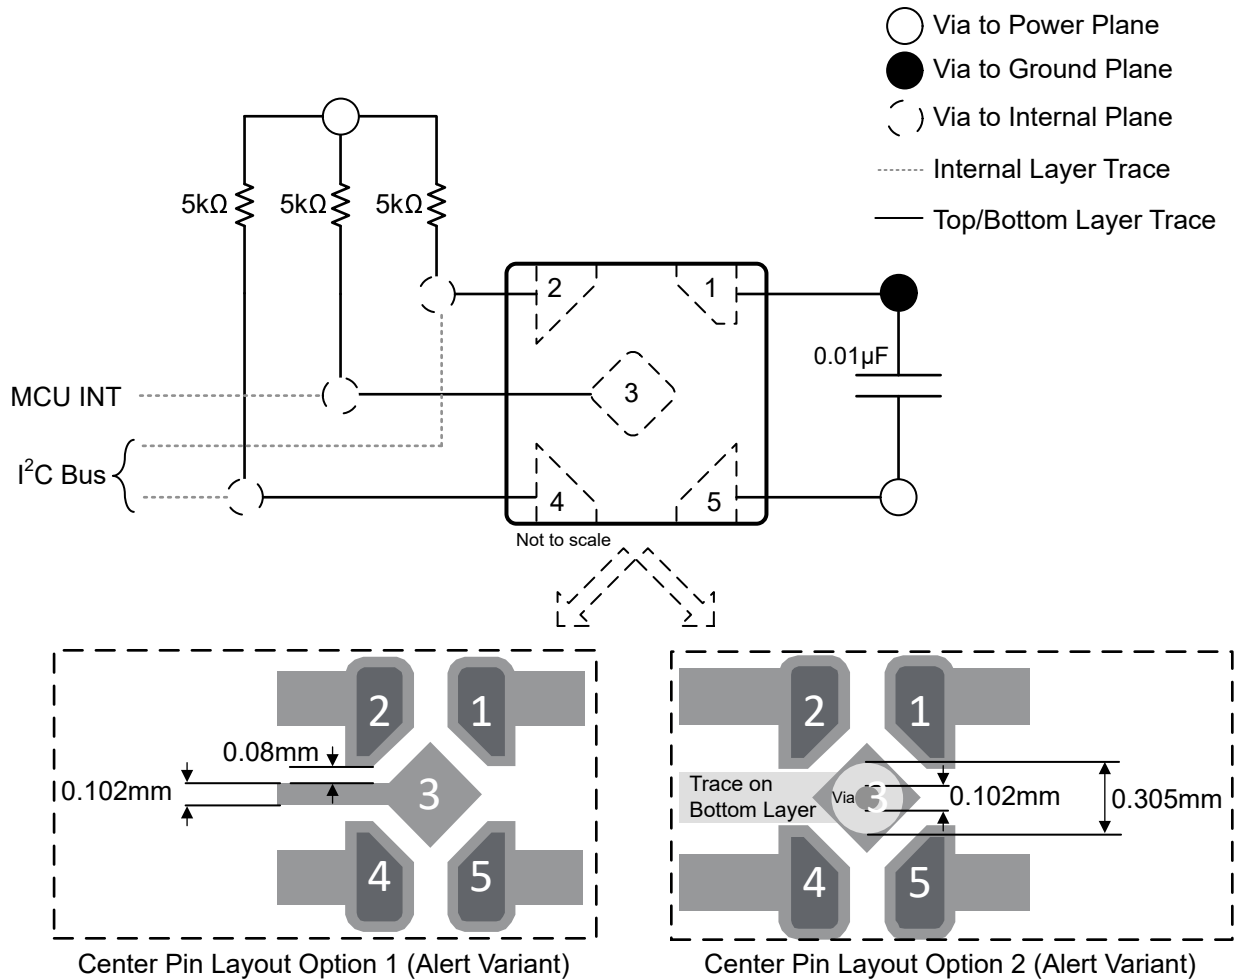 Via to Power Plane
Via to Ground Plane
Via to Internal Plane
Internal Layer Trace
Top/Bottom Layer Trace
5kΩ 5kΩ 5kΩ
2 1
0.01µF
MCU INT
3
I²C Bus
4 5
Not to scale
2 1
0.08mm
0.102mm
3
4 5
Center Pin Layout Option 1 (Alert Variant)
2 1
Trace on
Bottom Layer
Via
3
0.102mm
0.305mm
4 5
Center Pin Layout Option 2 (Alert Variant)